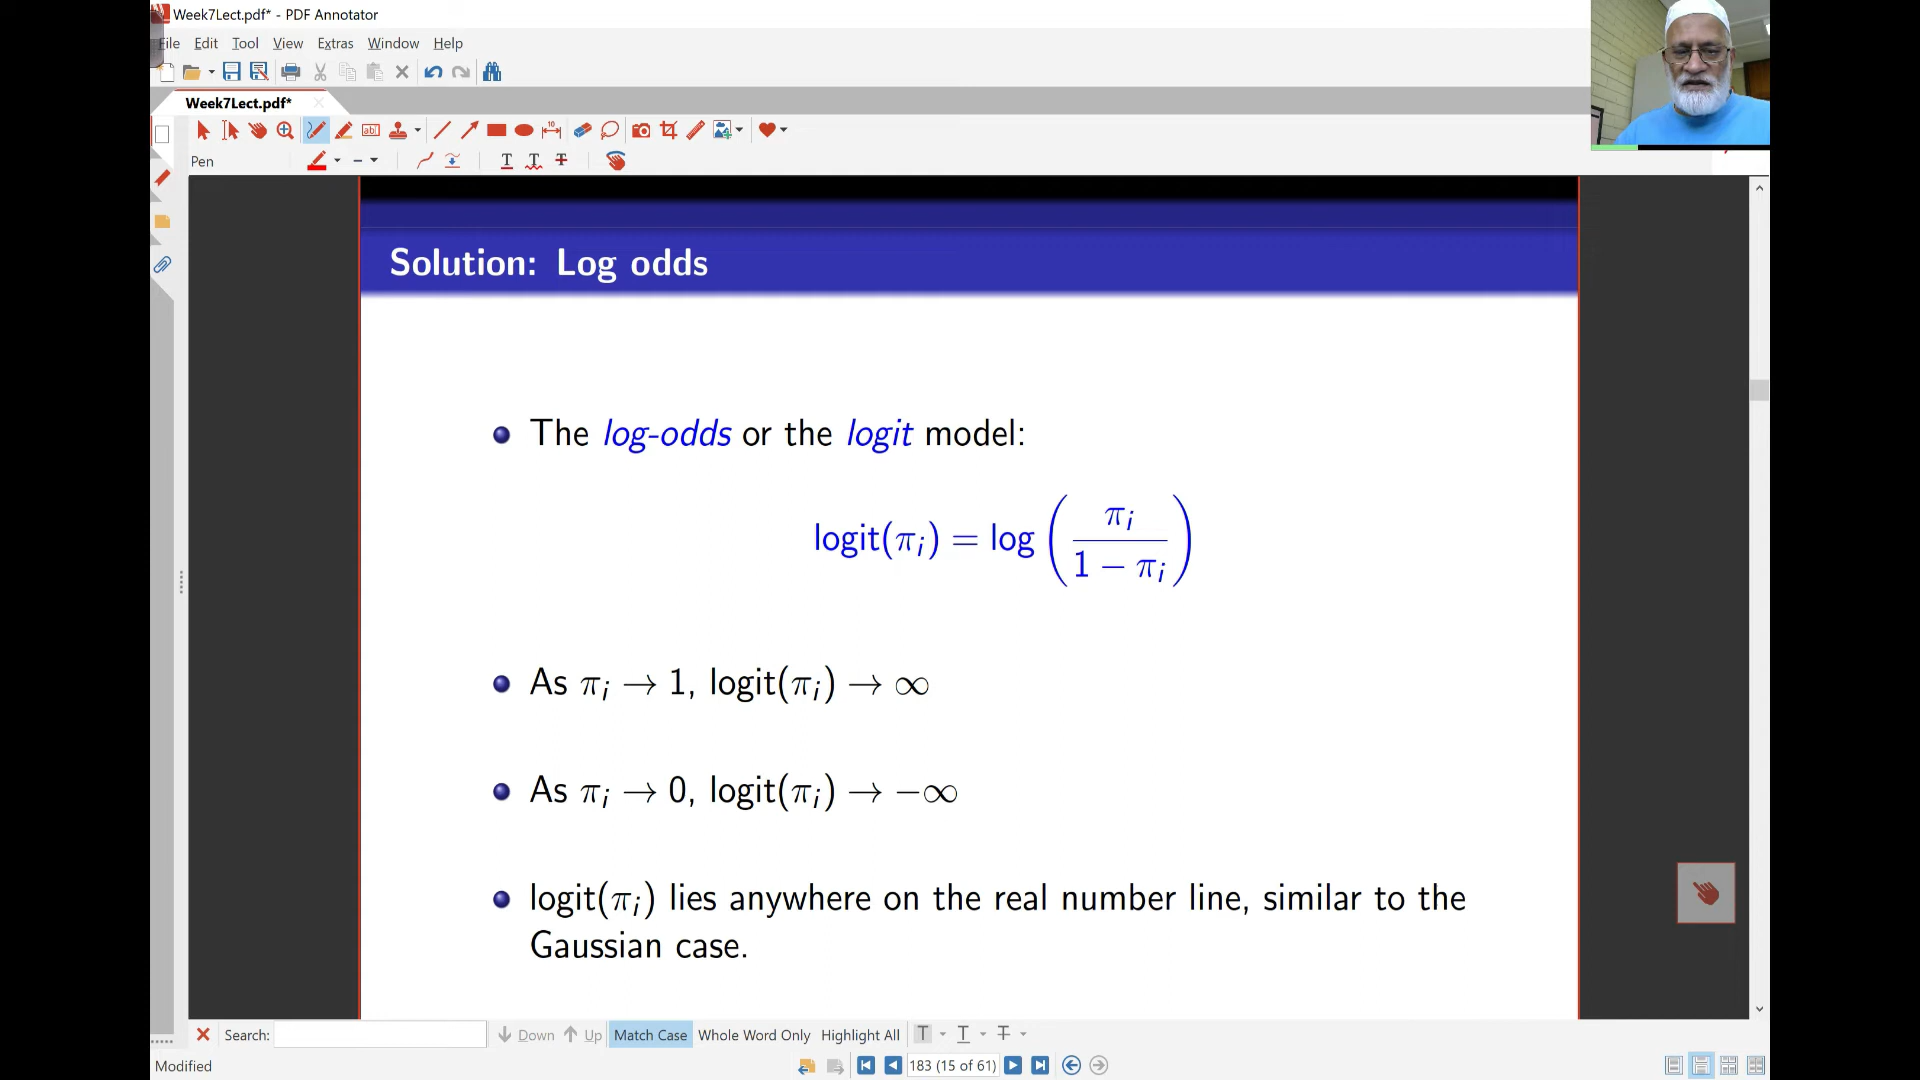 Week7Lect.pdf* - PDF Annotator
File Edit Tool View Extras Window Help
Week7Lect.pdf*
Pen
Solution: Log odds
The log-odds or the logit model:
logit(πᵢ) = log (πᵢ / 1 − πᵢ)
As πᵢ → 1, logit(πᵢ) → ∞
As πᵢ → 0, logit(πᵢ) → −∞
logit(πᵢ) lies anywhere on the real number line, similar to the
Gaussian case.
Search: Down Up Match Case Whole Word Only Highlight All
Modified 183 (15 of 61)